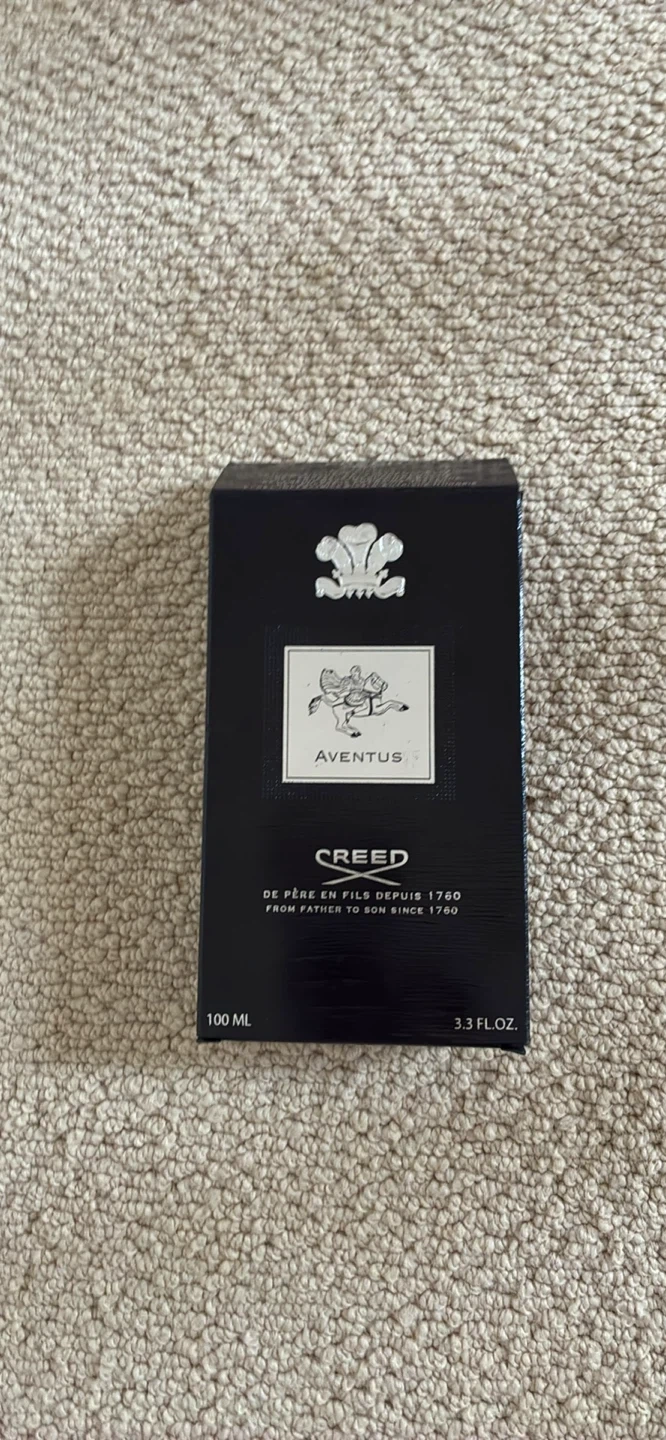 AVENTUS
CREED
DE PÈRE EN FILS DEPUIS 1760
FROM FATHER TO SON SINCE 1760
100 ML
3.3 FL.OZ.